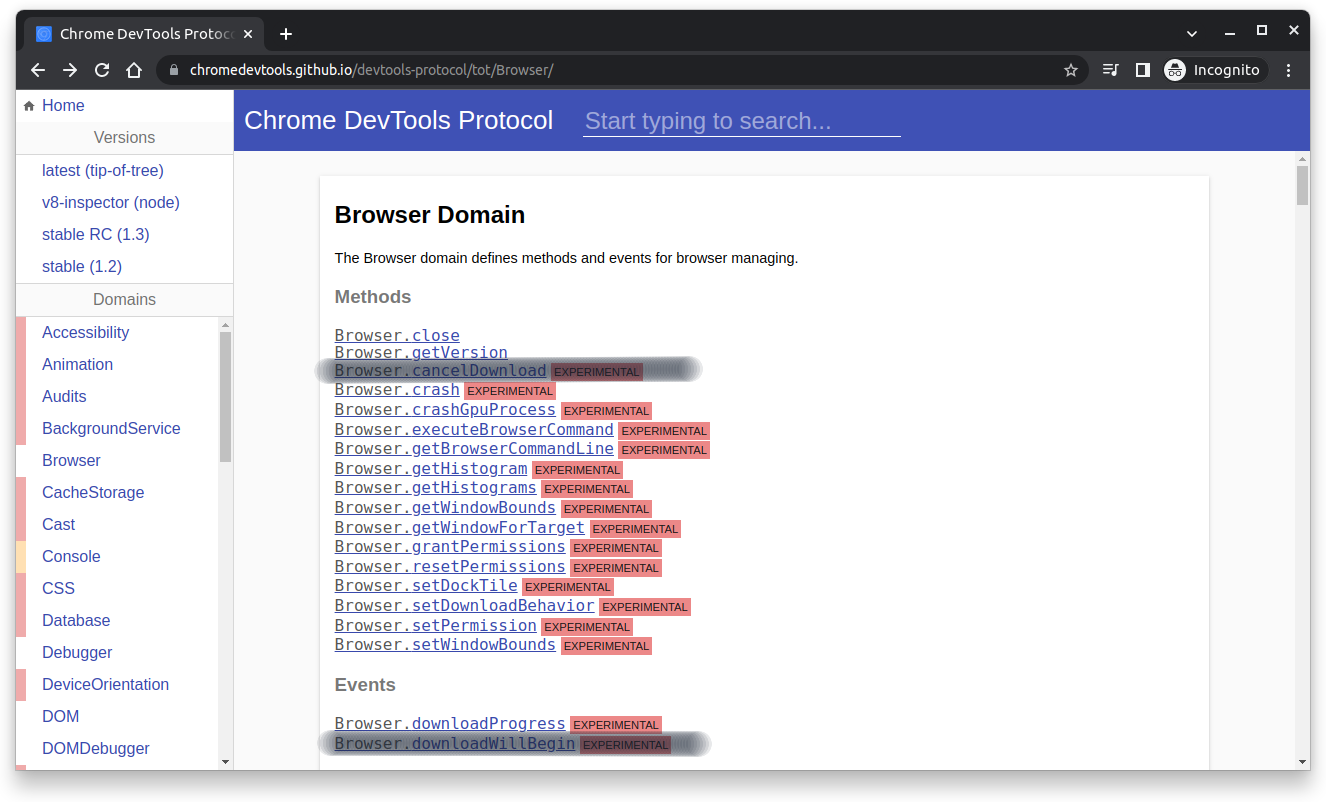 Chrome DevTools Protoc
chromedevtools.github.io/devtools-protocol/tot/Browser/
Incognito
Home
Versions
latest (tip-of-tree)
v8-inspector (node)
stable RC (1.3)
stable (1.2)
Domains
Accessibility
Animation
Audits
BackgroundService
Browser
CacheStorage
Cast
Console
CSS
Database
Debugger
DeviceOrientation
DOM
DOMDebugger
Chrome DevTools Protocol
Start typing to search...
Browser Domain
The Browser domain defines methods and events for browser managing.
Methods
Browser.close
Browser.getVersion
Browser.cancelDownload EXPERIMENTAL
Browser.crash EXPERIMENTAL
Browser.crashGpuProcess EXPERIMENTAL
Browser.executeBrowserCommand EXPERIMENTAL
Browser.getBrowserCommandLine EXPERIMENTAL
Browser.getHistogram EXPERIMENTAL
Browser.getHistograms EXPERIMENTAL
Browser.getWindowBounds EXPERIMENTAL
Browser.getWindowForTarget EXPERIMENTAL
Browser.grantPermissions EXPERIMENTAL
Browser.resetPermissions EXPERIMENTAL
Browser.setDockTile EXPERIMENTAL
Browser.setDownloadBehavior EXPERIMENTAL
Browser.setPermission EXPERIMENTAL
Browser.setWindowBounds EXPERIMENTAL
Events
Browser.downloadProgress EXPERIMENTAL
Browser.downloadWillBegin EXPERIMENTAL